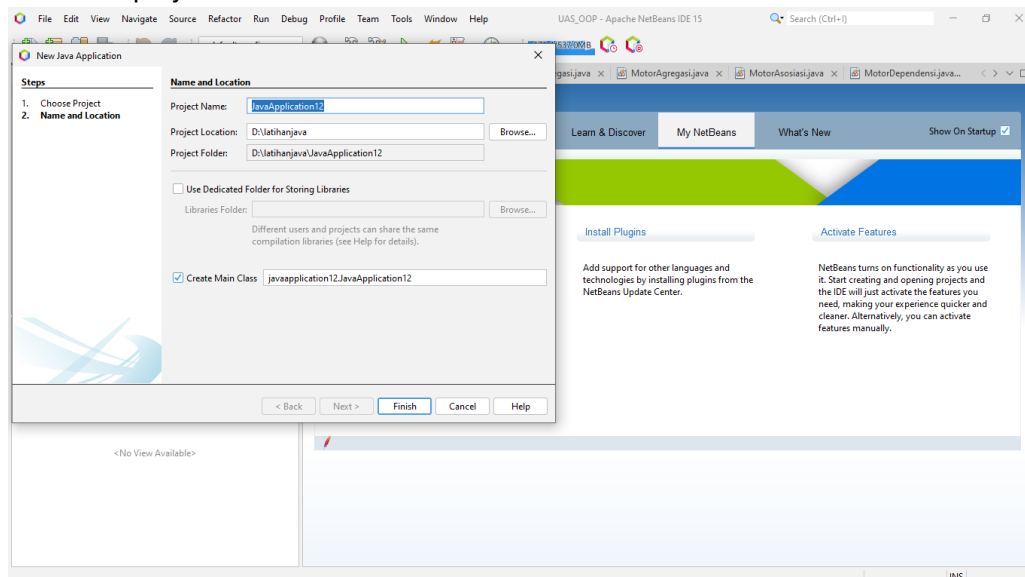 File Edit View Navigate Source Refactor Run Debug Profile Team Tools Window Help UAS_OOP - Apache NetBeans IDE 15 Search (Ctrl+I)
New Java Application
MotorAgregasi.java MotorAsosiasi.java MotorDependensi.java...
Steps
1. Choose Project
2. Name and Location
Name and Location
Project Name: JavaApplication12
Project Location: D:\latihanjava Browse...
Project Folder: D:\latihanjava\JavaApplication12
Use Dedicated Folder for Storing Libraries
Libraries Folder: Browse...
Different users and projects can share the same
compilation libraries (see Help for details).
Create Main Class javaapplication12.JavaApplication12
< Back Next > Finish Cancel Help
Learn & Discover My NetBeans What's New Show On Startup
Install Plugins
Add support for other languages and
technologies by installing plugins from the
NetBeans Update Center.
Activate Features
NetBeans turns on functionality as you use
it. Start creating and opening projects and
the IDE will just activate the features you
need, making your experience quicker and
cleaner. Alternatively, you can activate
features manually.
<No View Available>
INS